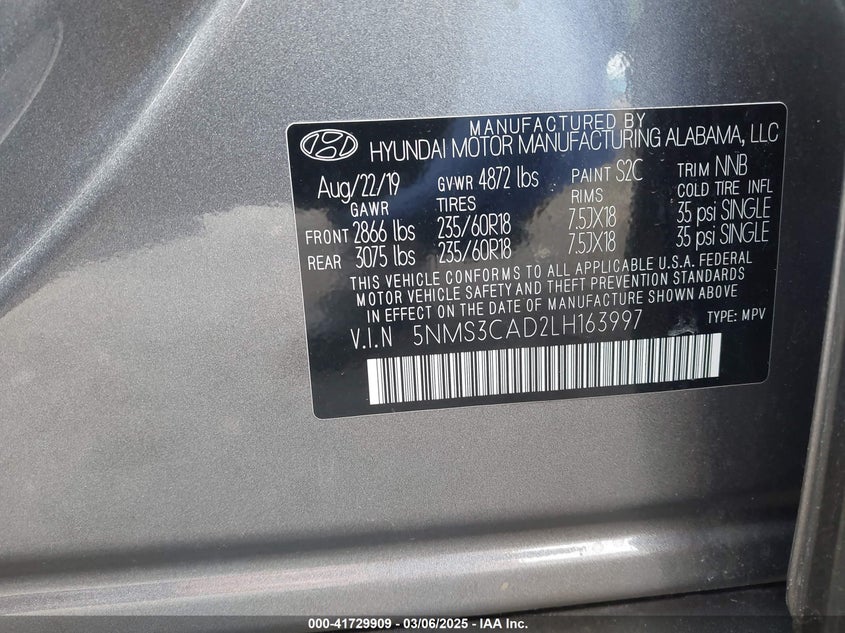 MANUFACTURED BY
HYUNDAI MOTOR MANUFACTURING ALABAMA, LLC
Aug/22/19 GVWR 4872 lbs PAINT S2C TRIM NNB
GAWR TIRES RIMS COLD TIRE INFL
FRONT 2866 lbs 235/60R18 7.5JX18 35 psi SINGLE
REAR 3075 lbs 235/60R18 7.5JX18 35 psi SINGLE
THIS VEHICLE CONFORMS TO ALL APPLICABLE U.S.A. FEDERAL
MOTOR VEHICLE SAFETY AND THEFT PREVENTION STANDARDS
IN EFFECT ON THE DATE OF MANUFACTURE SHOWN ABOVE
V.I.N 5NMS3CAD2LH163997 TYPE: MPV
000-41729909 - 03/06/2025 - © IAA Inc.